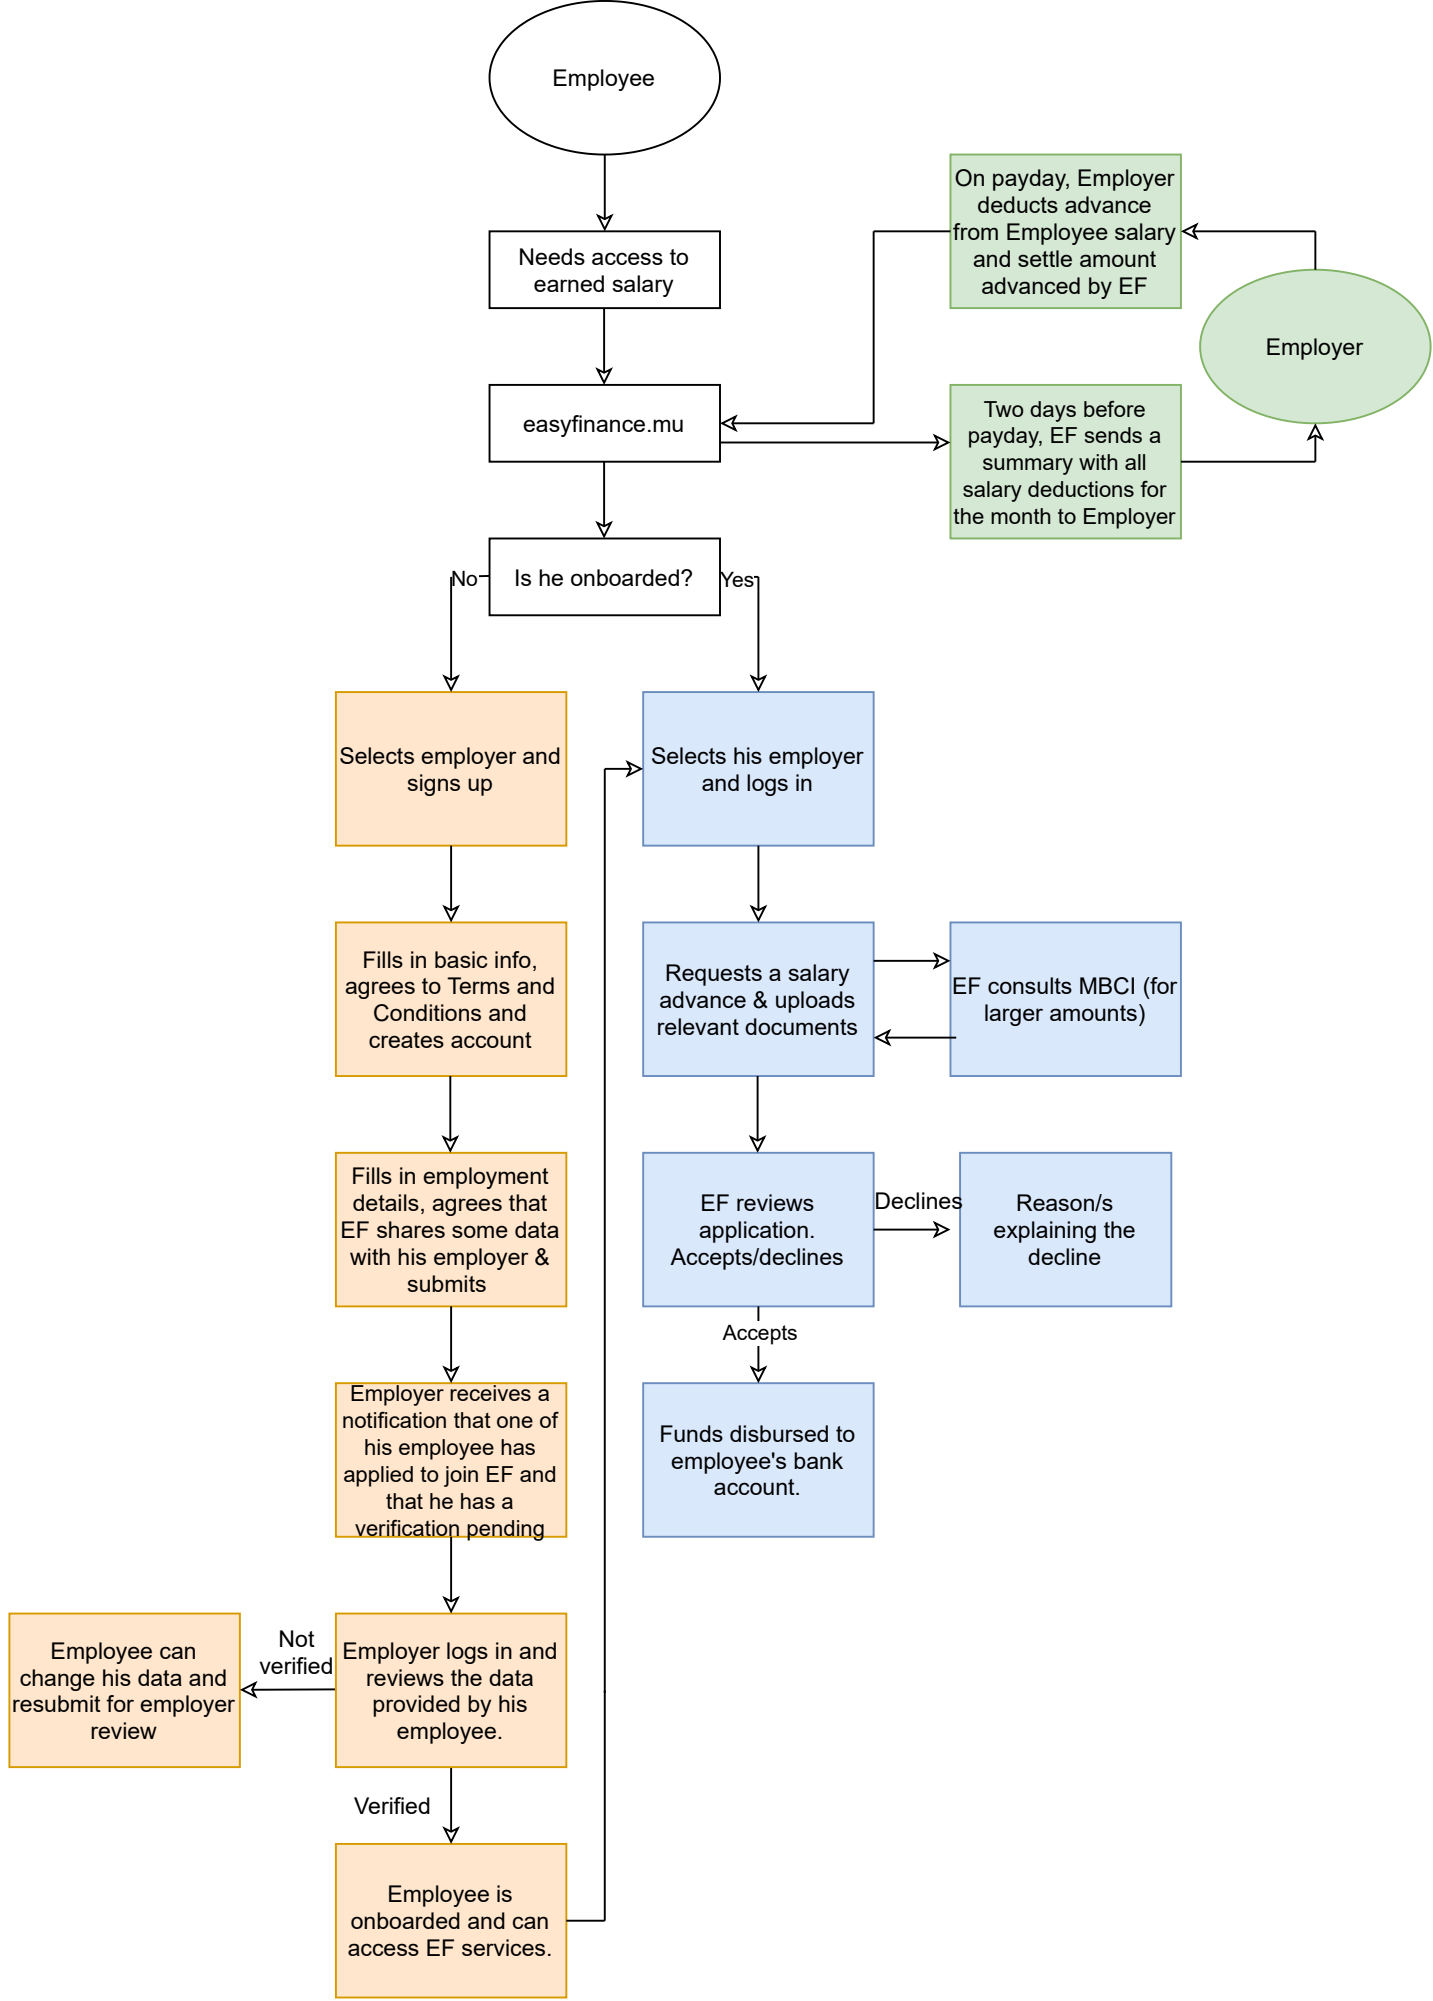 Employee
Needs access to
earned salary
easyfinance.mu
On payday, Employer
deducts advance
from Employee salary
and settle amount
advanced by EF
Employer
Two days before
payday, EF sends a
summary with all
salary deductions for
the month to Employer
Is he onboarded?
No
Yes
Selects employer and
signs up
Selects his employer
and logs in
Fills in basic info,
agrees to Terms and
Conditions and
creates account
Requests a salary
advance & uploads
relevant documents
EF consults MBCI (for
larger amounts)
Fills in employment
details, agrees that
EF shares some data
with his employer &
submits
EF reviews
application.
Accepts/declines
Declines
Reason/s
explaining the
decline
Accepts
Employer receives a
notification that one of
his employee has
applied to join EF and
that he has a
verification pending
Funds disbursed to
employee's bank
account.
Employee can
change his data and
resubmit for employer
review
Not
verified
Employer logs in and
reviews the data
provided by his
employee.
Verified
Employee is
onboarded and can
access EF services.